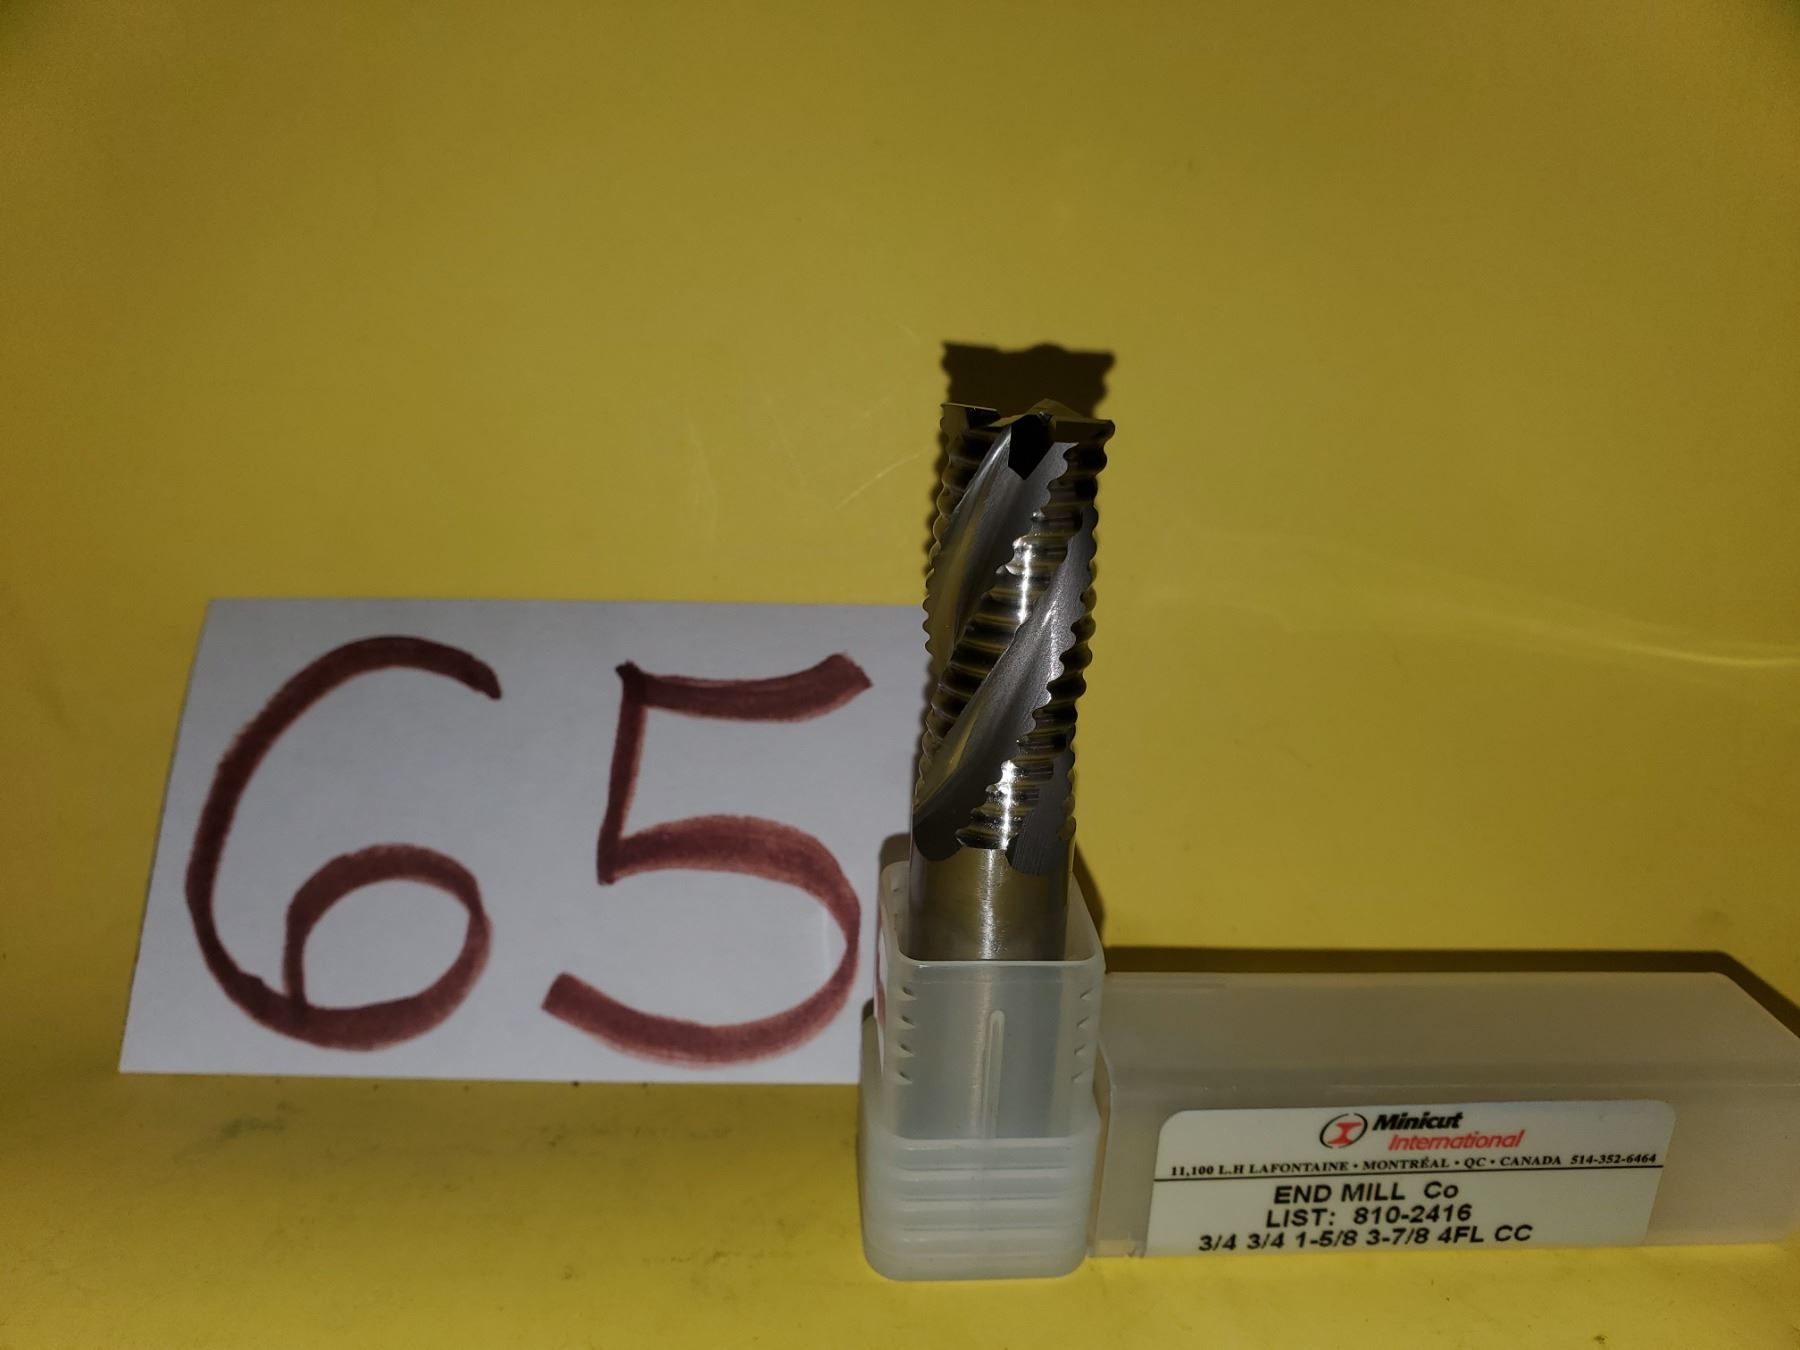 65
Minicut
International
11,100 L.H LAFONTAINE • MONTRÉAL • QC • CANADA 514-352-6464
END MILL Co
LIST: 810-2416
3/4 3/4 1-5/8 3-7/8 4FL CC